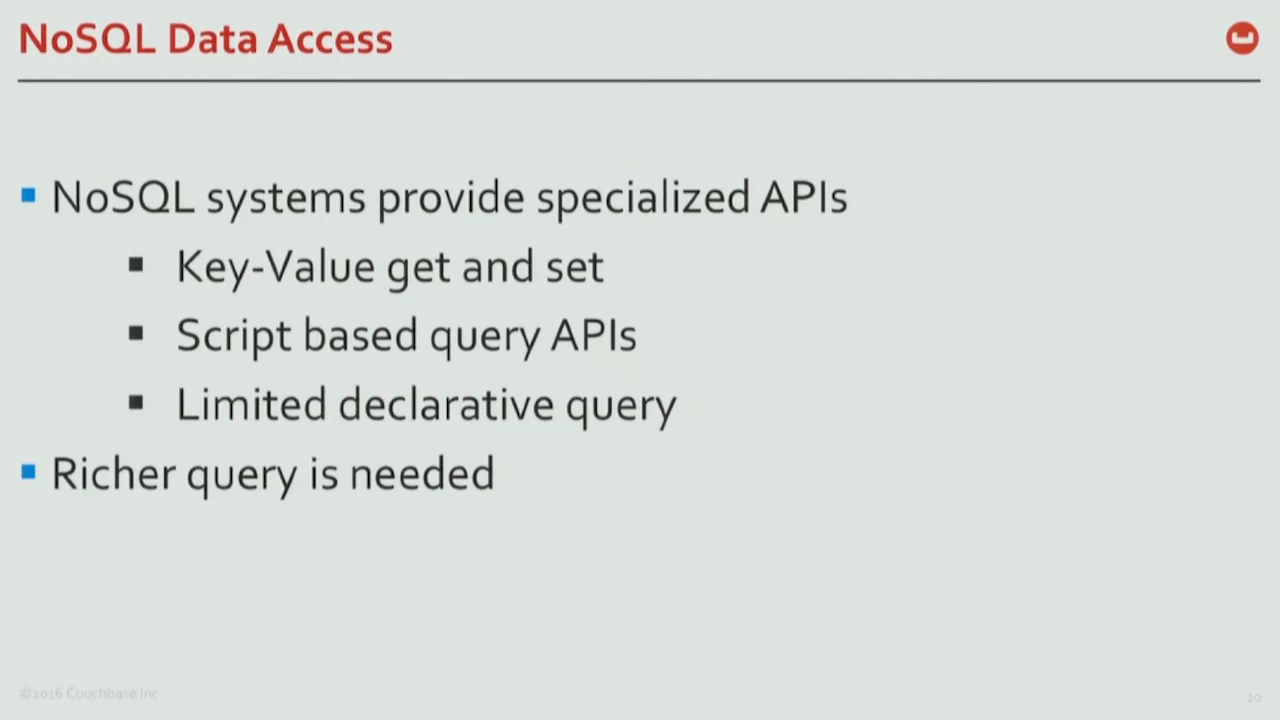 NoSQL Data Access
NoSQL systems provide specialized APIs
Key-Value get and set
Script based query APIs
Limited declarative query
Richer query is needed
©2016 Couchbase Inc
10